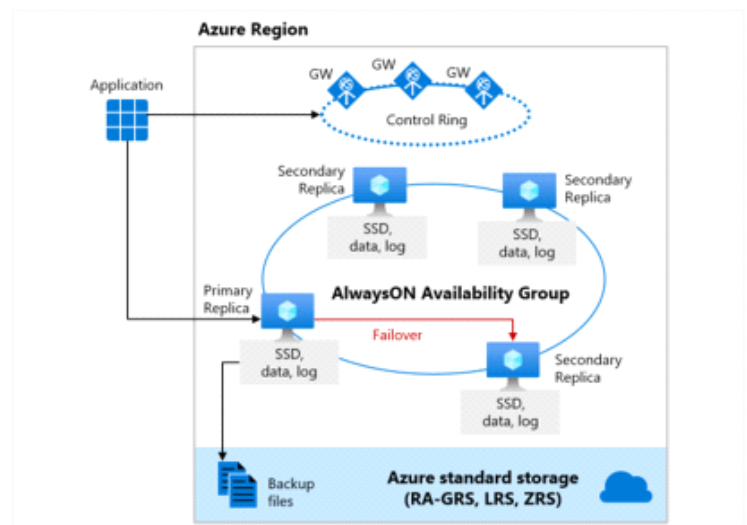 Azure Region
GW
GW
GW
Application
Control Ring
Secondary
Replica
Secondary
Replica
SSD,
data, log
SSD,
data, log
Primary
Replica
AlwaysON Availability Group
Failover
SSD,
data, log
Secondary
Replica
SSD,
data, log
Backup
files
Azure standard storage
(RA-GRS, LRS, ZRS)